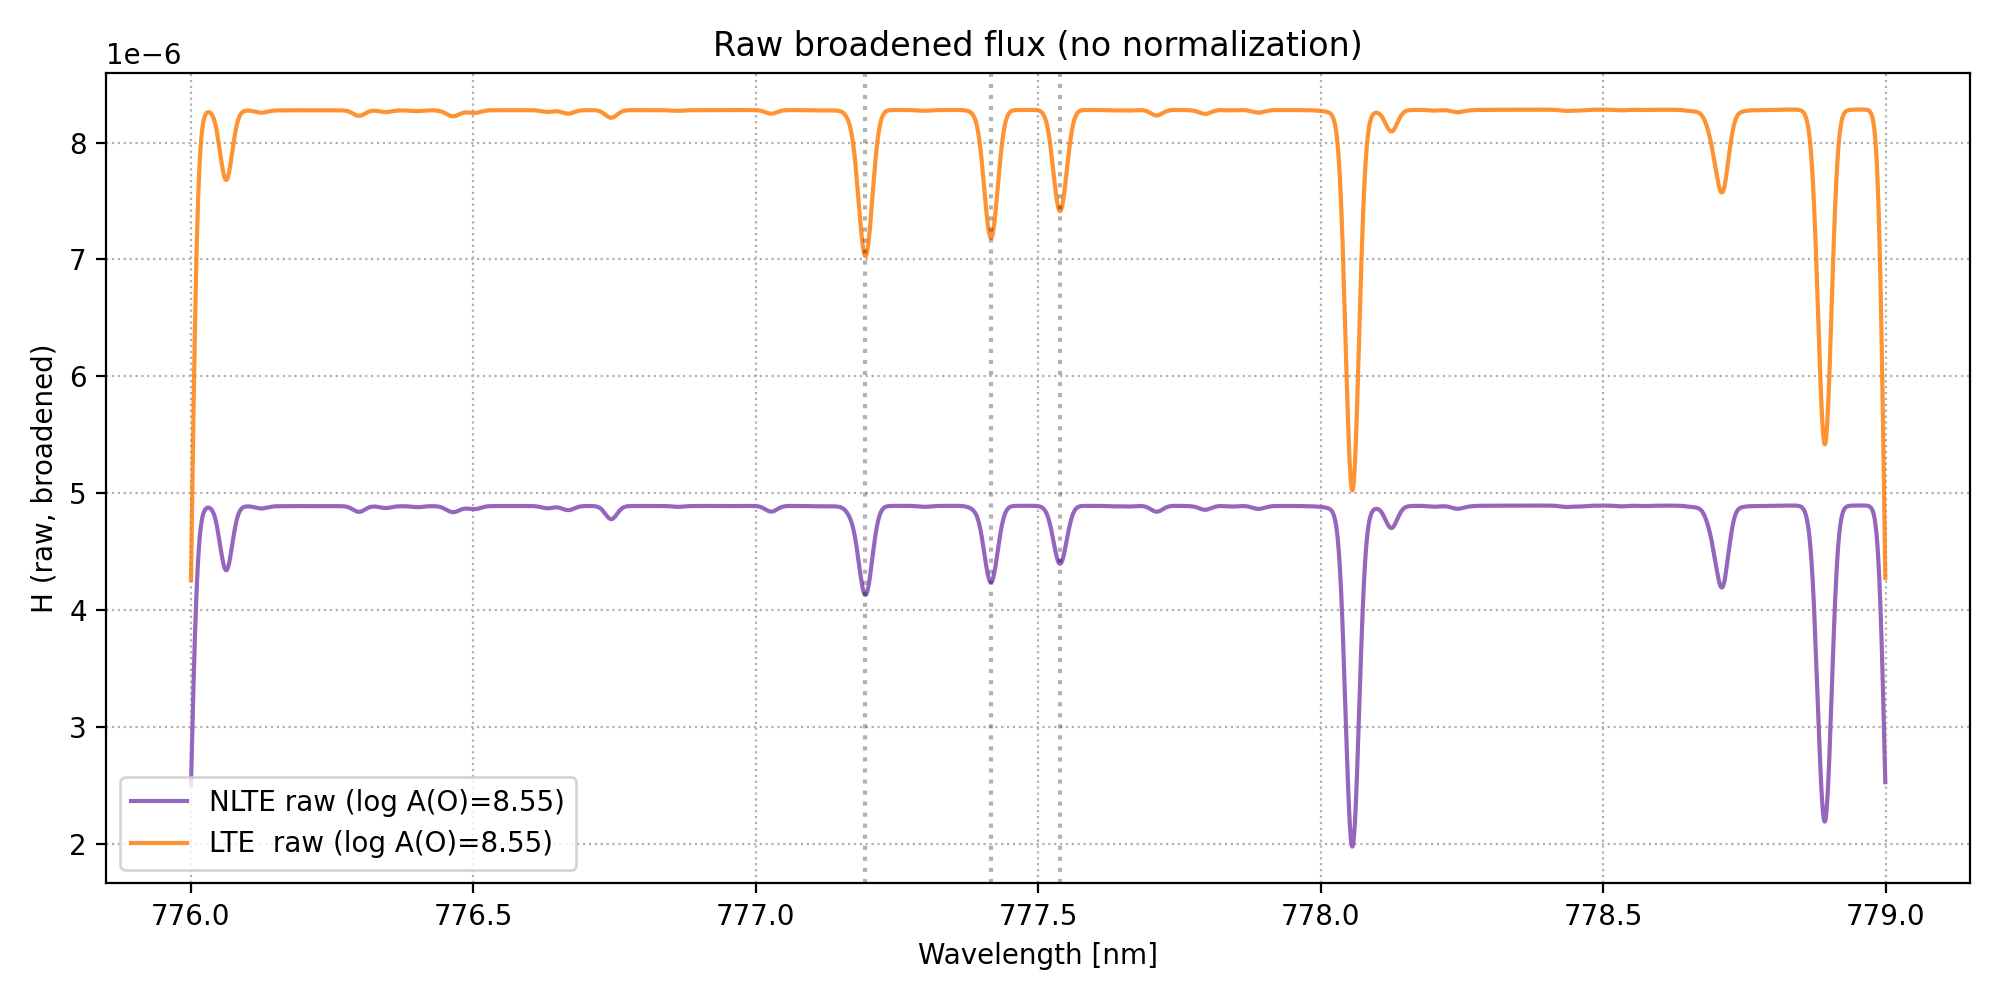 Raw broadened flux (no normalization)
1e−6
8
7
6
5
4
3
2
H (raw, broadened)
NLTE raw (log A(O)=8.55)
LTE  raw (log A(O)=8.55)
776.0 776.5 777.0 777.5 778.0 778.5 779.0
Wavelength [nm]